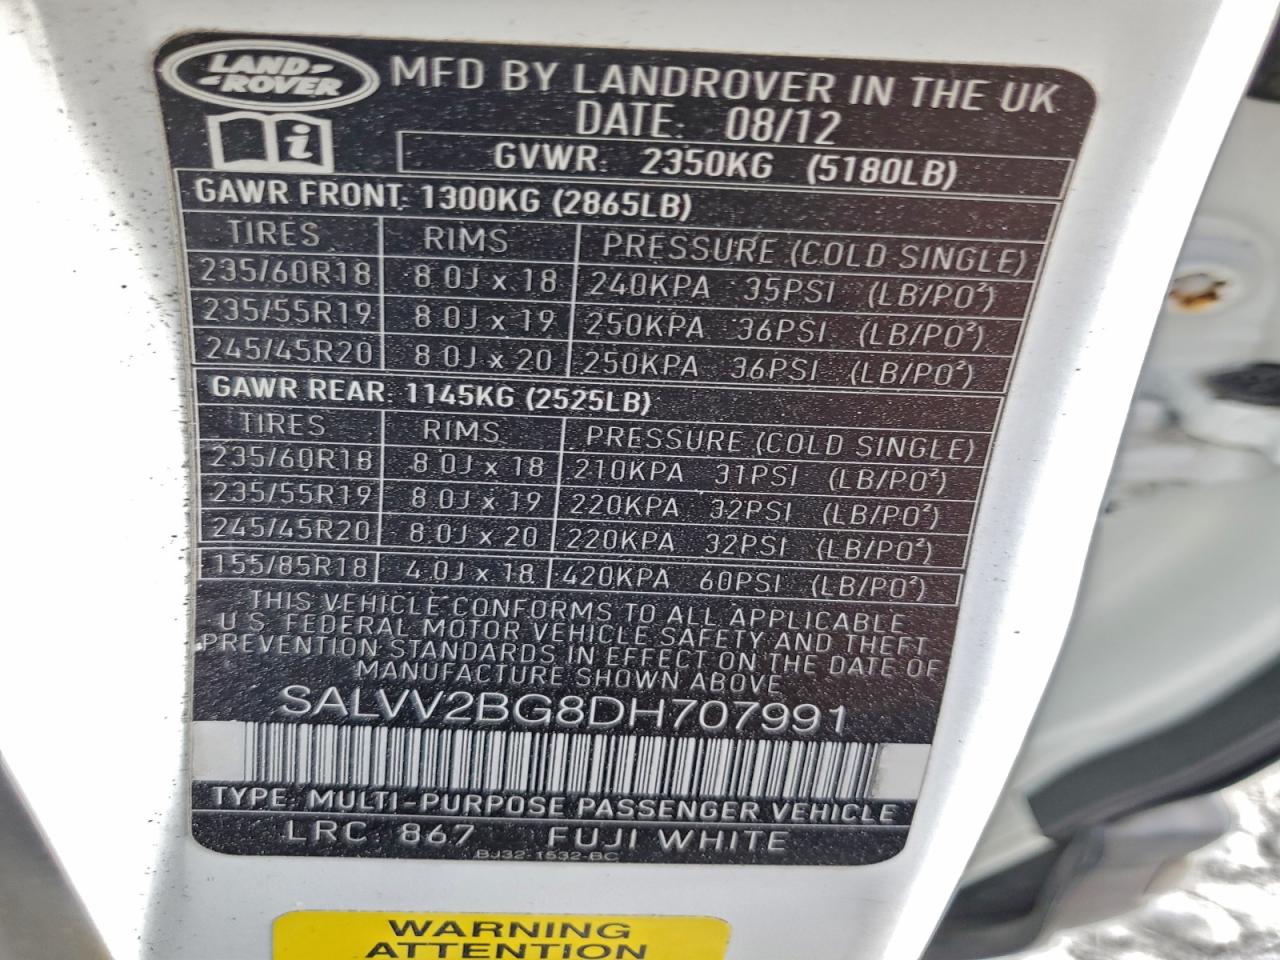 LAND ROVER
MFD BY LANDROVER IN THE UK
DATE: 08/12
i
GVWR: 2350KG (5180LB)
GAWR FRONT: 1300KG (2865LB)
TIRES RIMS PRESSURE (COLD SINGLE)
235/60R18 8.0J x 18 240KPA 35PSI (LB/PO²)
235/55R19 8.0J x 19 250KPA 36PSI (LB/PO²)
245/45R20 8.0J x 20 250KPA 36PSI (LB/PO²)
GAWR REAR: 1145KG (2525LB)
TIRES RIMS PRESSURE (COLD SINGLE)
235/60R18 8.0J x 18 210KPA 31PSI (LB/PO²)
235/55R19 8.0J x 19 220KPA 32PSI (LB/PO²)
245/45R20 8.0J x 20 220KPA 32PSI (LB/PO²)
155/85R18 4.0J x 18 420KPA 60PSI (LB/PO²)
THIS VEHICLE CONFORMS TO ALL APPLICABLE
U.S. FEDERAL MOTOR VEHICLE SAFETY AND THEFT
PREVENTION STANDARDS IN EFFECT ON THE DATE OF
MANUFACTURE SHOWN ABOVE
SALVV2BG8DH707991
TYPE: MULTI-PURPOSE PASSENGER VEHICLE
LRC: 867 FUJI WHITE
BJ32-1532-BC
WARNING
ATTENTION